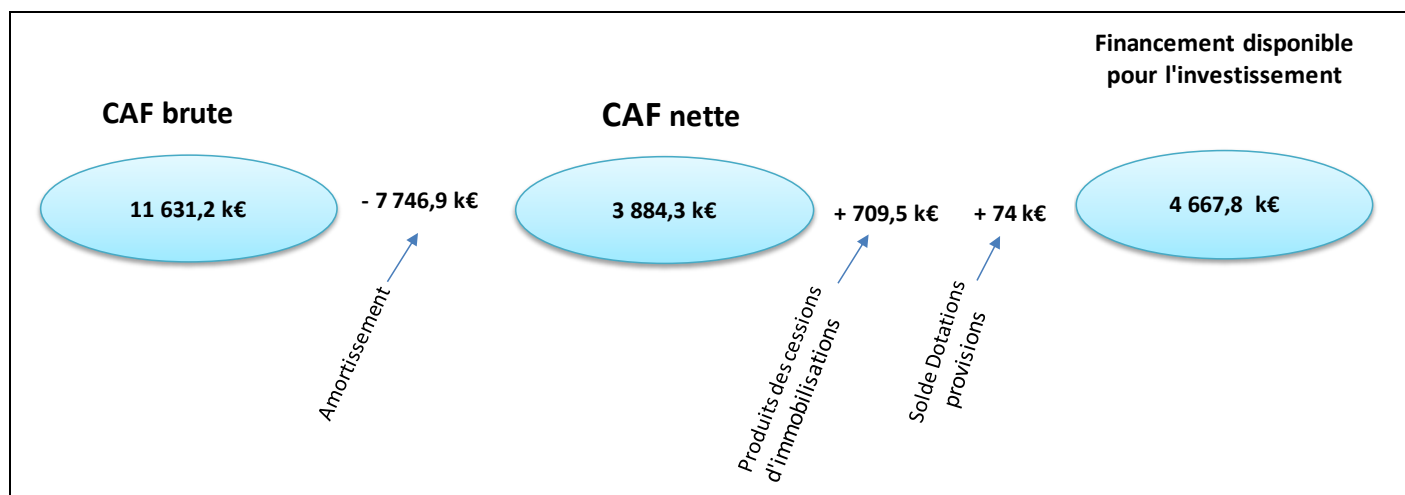 Financement disponible
pour l'investissement
CAF brute
CAF nette
11 631,2 k€
- 7 746,9 k€
3 884,3 k€
+ 709,5 k€
+ 74 k€
4 667,8 k€
Amortissement
Produits des cessions
d'immobilisations
Solde Dotations
provisions